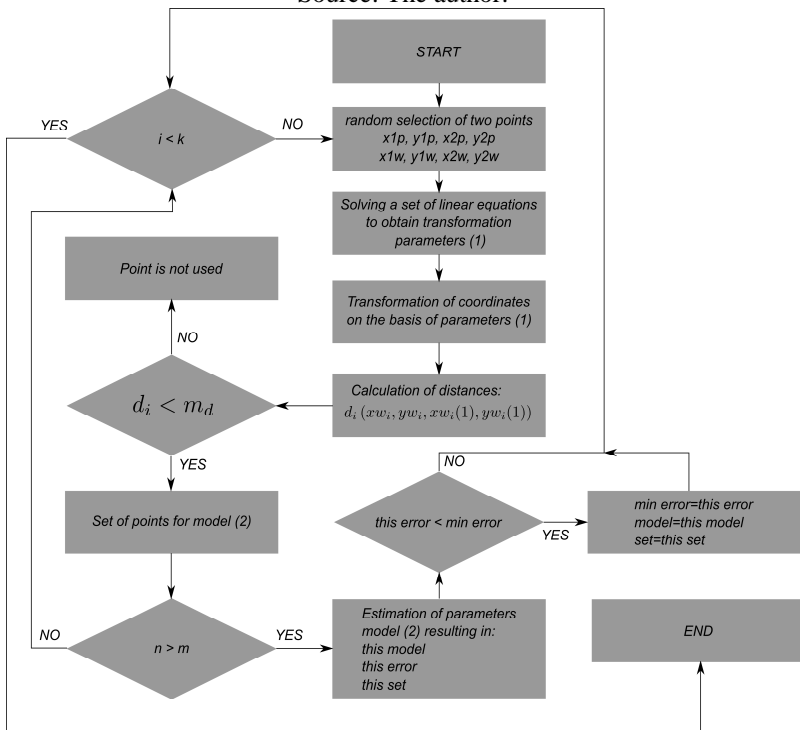 Source: The author.
START
YES
i < k
NO
random selection of two points
x1p, y1p, x2p, y2p
x1w, y1w, x2w, y2w
Solving a set of linear equations
to obtain transformation
parameters (1)
Point is not used
Transformation of coordinates
on the basis of parameters (1)
NO
d_i < m_d
Calculation of distances:
d_i (xw_i, yw_i, xw_i(1), yw_i(1))
YES
NO
Set of points for model (2)
this error < min error
YES
min error=this error
model=this model
set=this set
NO
n > m
YES
Estimation of parameters
model (2) resulting in:
this model
this error
this set
END